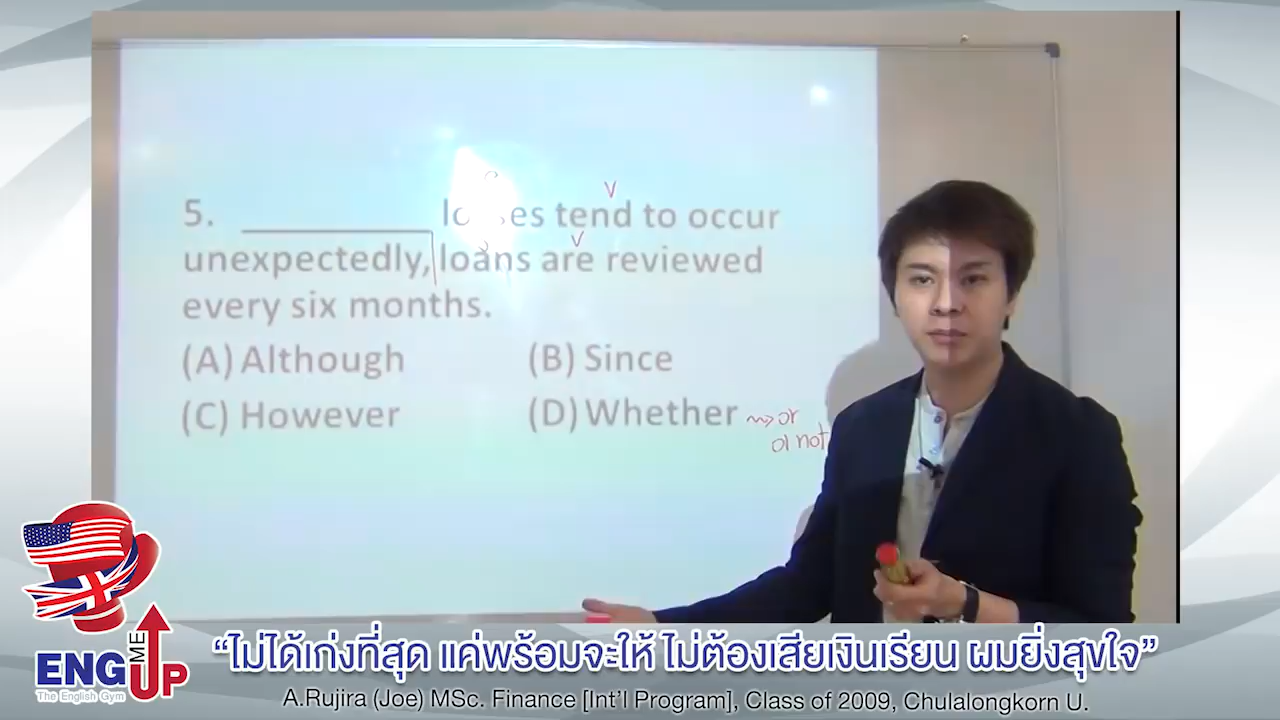 5. ____________ losses tend to occur
unexpectedly, loans are reviewed
every six months.
(A) Although (B) Since
(C) However (D) Whether → or
or not
V
V
ENG ME UP
The English Gym
“ไม่ได้เก่งที่สุด แค่พร้อมจะให้ ไม่ต้องเสียเงินเรียน ผมยิ่งสุขใจ”
A.Rujira (Joe) MSc. Finance [Int’l Program], Class of 2009, Chulalongkorn U.